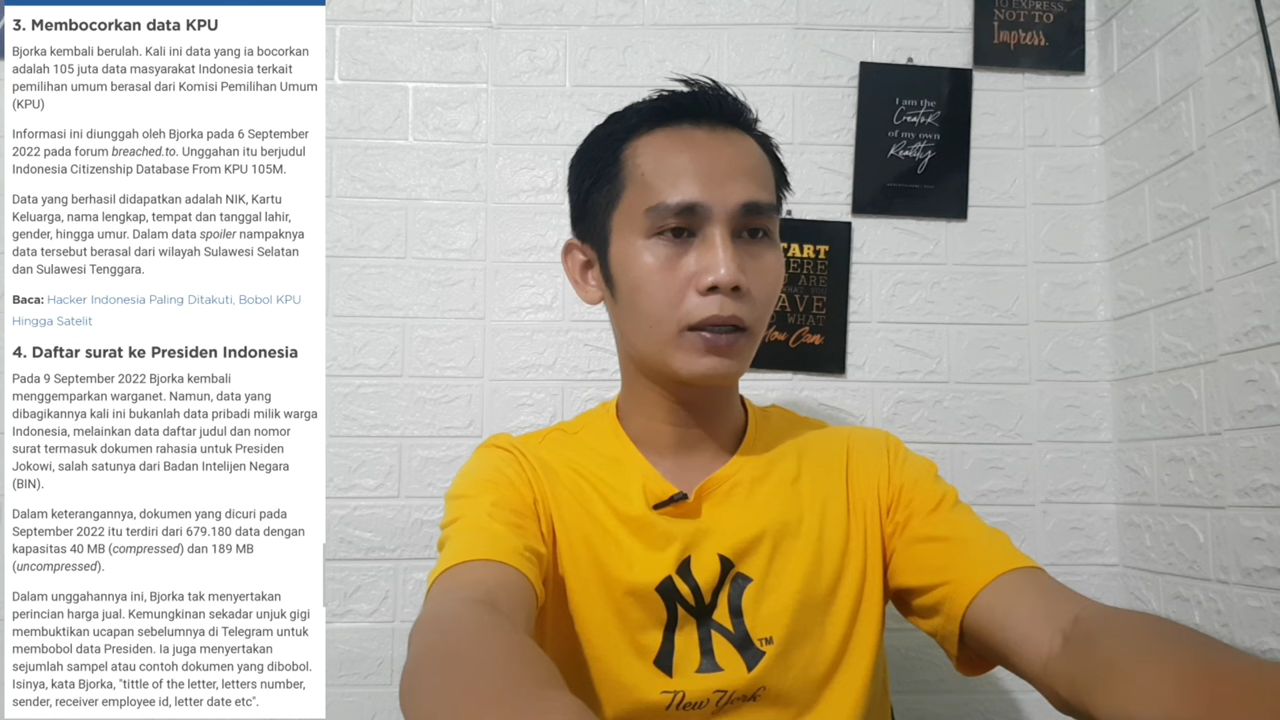 3. Membocorkan data KPU
Bjorka kembali berulah. Kali ini data yang ia bocorkan
adalah 105 juta data masyarakat Indonesia terkait
pemilihan umum berasal dari Komisi Pemilihan Umum
(KPU)
Informasi ini diunggah oleh Bjorka pada 6 September
2022 pada forum breached.to. Unggahan itu berjudul
Indonesia Citizenship Database From KPU 105M.
Data yang berhasil didapatkan adalah NIK, Kartu
Keluarga, nama lengkap, tempat dan tanggal lahir,
gender, hingga umur. Dalam data spoiler nampaknya
data tersebut berasal dari wilayah Sulawesi Selatan
dan Sulawesi Tenggara.
Baca: Hacker Indonesia Paling Ditakuti, Bobol KPU
Hingga Satelit
4. Daftar surat ke Presiden Indonesia
Pada 9 September 2022 Bjorka kembali
menggemparkan warganet. Namun, data yang
dibagikannya kali ini bukanlah data pribadi milik warga
Indonesia, melainkan data daftar judul dan nomor
surat termasuk dokumen rahasia untuk Presiden
Jokowi, salah satunya dari Badan Intelijen Negara
(BIN).
Dalam keterangannya, dokumen yang dicuri pada
September 2022 itu terdiri dari 679.180 data dengan
kapasitas 40 MB (compressed) dan 189 MB
(uncompressed).
Dalam unggahannya ini, Bjorka tak menyertakan
perincian harga jual. Kemungkinan sekadar unjuk gigi
membuktikan ucapan sebelumnya di Telegram untuk
membobol data Presiden. Ia juga menyertakan
sejumlah sampel atau contoh dokumen yang dibobol.
Isinya, kata Bjorka, "tittle of the letter, letters number,
sender, receiver employee id, letter date etc".
TO EXPRESS,
NOT TO
Impress.
I am the
Creator
of my own
Reality
TART
ERE
ARE
AVE
WHAT
You Can.
NY
TM
New York